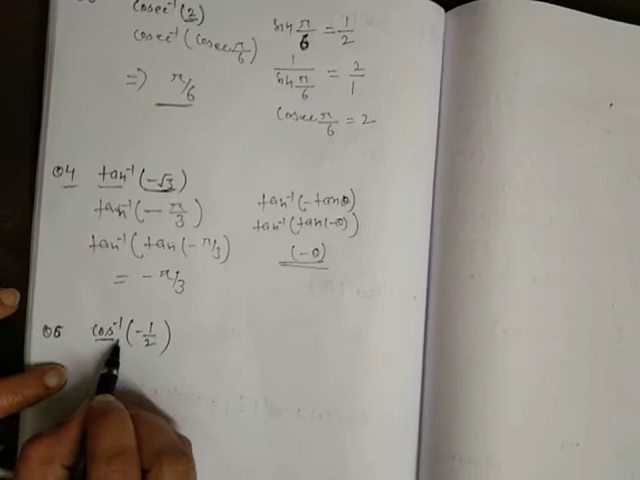 cosec⁻¹(2)
cosec⁻¹(cosec π/6)
=) π/6
sin π/6 = 1/2
1/sin π/6 = 2/1
cosec π/6 = 2
Q4 tan⁻¹(-√3)
tan⁻¹(-π/3)
tan⁻¹(tan(-π/3)
= -π/3
tan⁻¹(-tanθ)
tan⁻¹(tan(-θ))
(-θ)
Q5 cos⁻¹(-1/2)